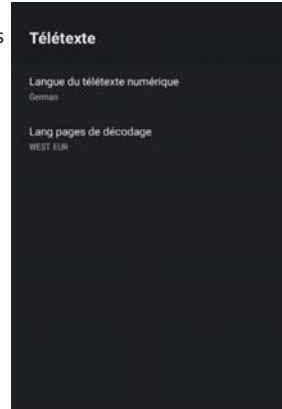 s
Télétexte
Langue du télétexte numérique
German
Lang pages de décodage
WEST EUR